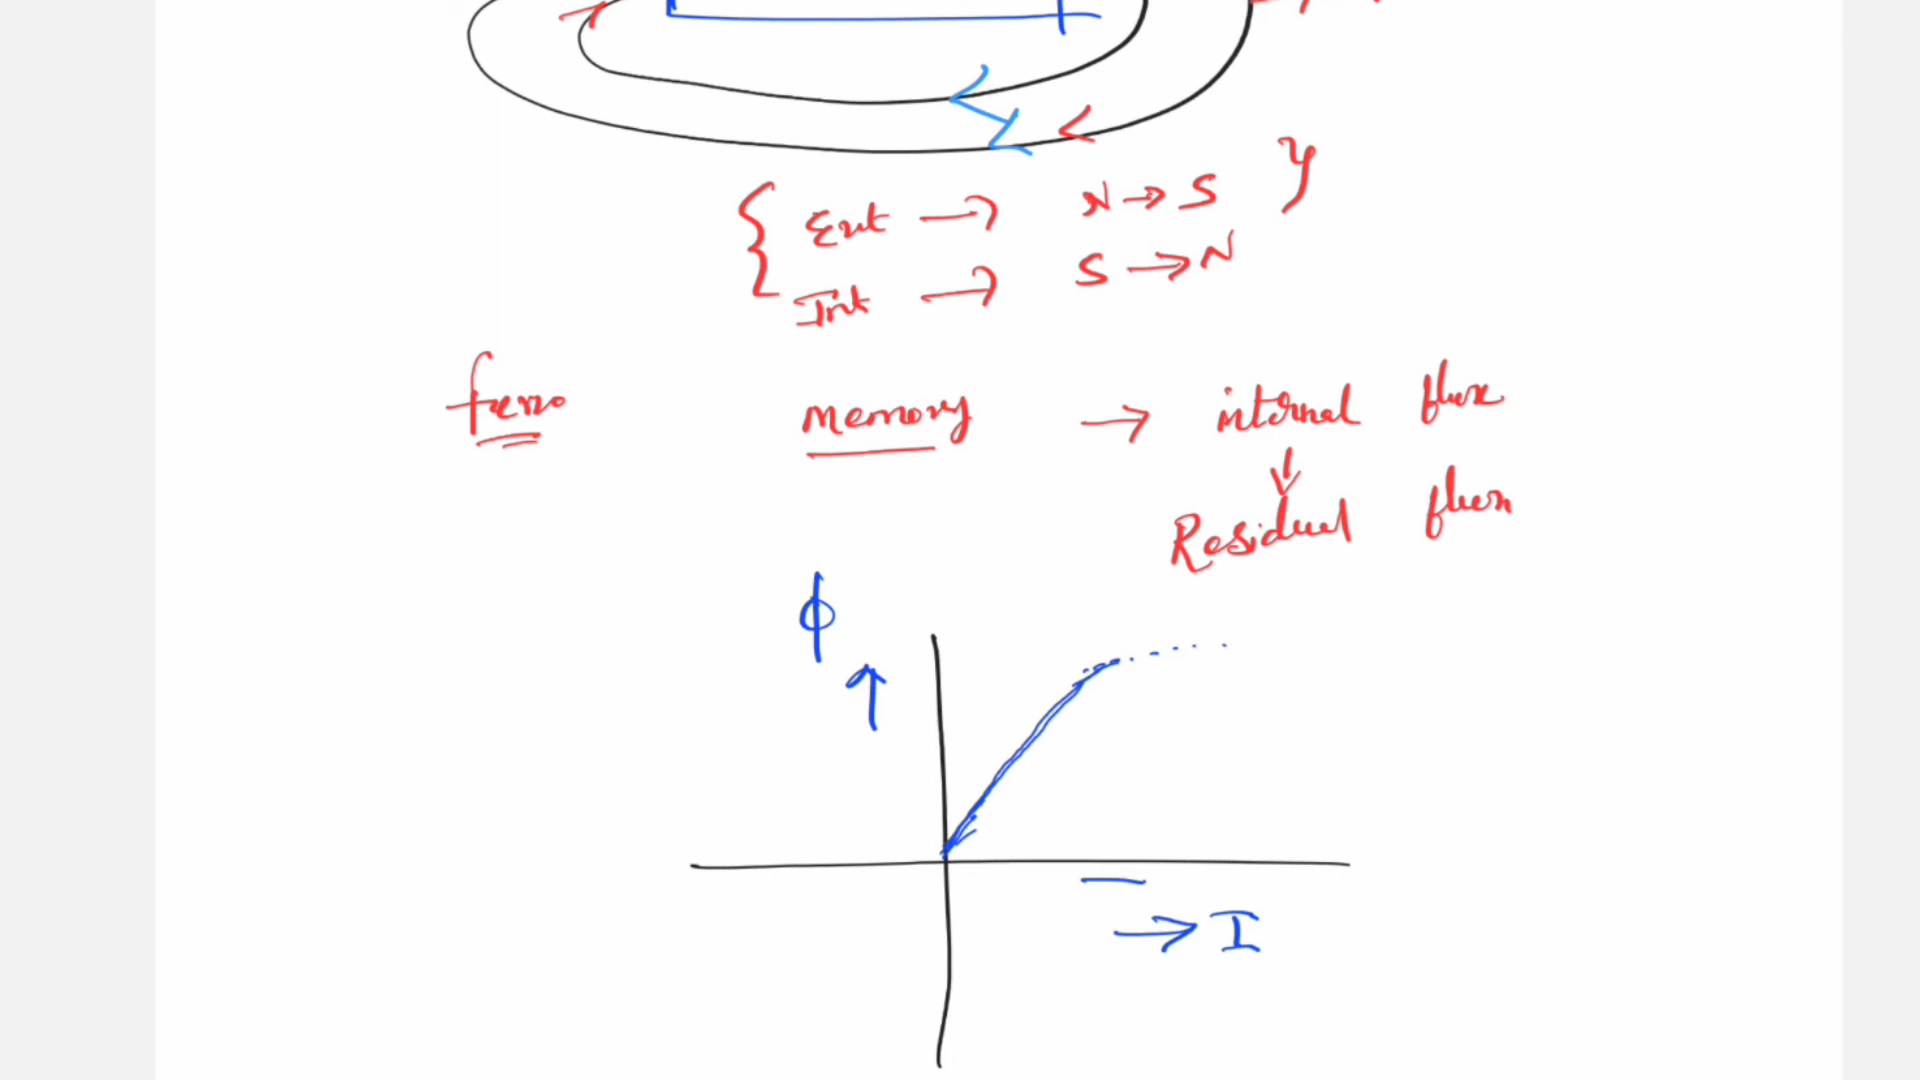 { Ext → N → S }
Int → S → N
ferro memory → internal flux
↓
Residual flux
ϕ
↑
→ I